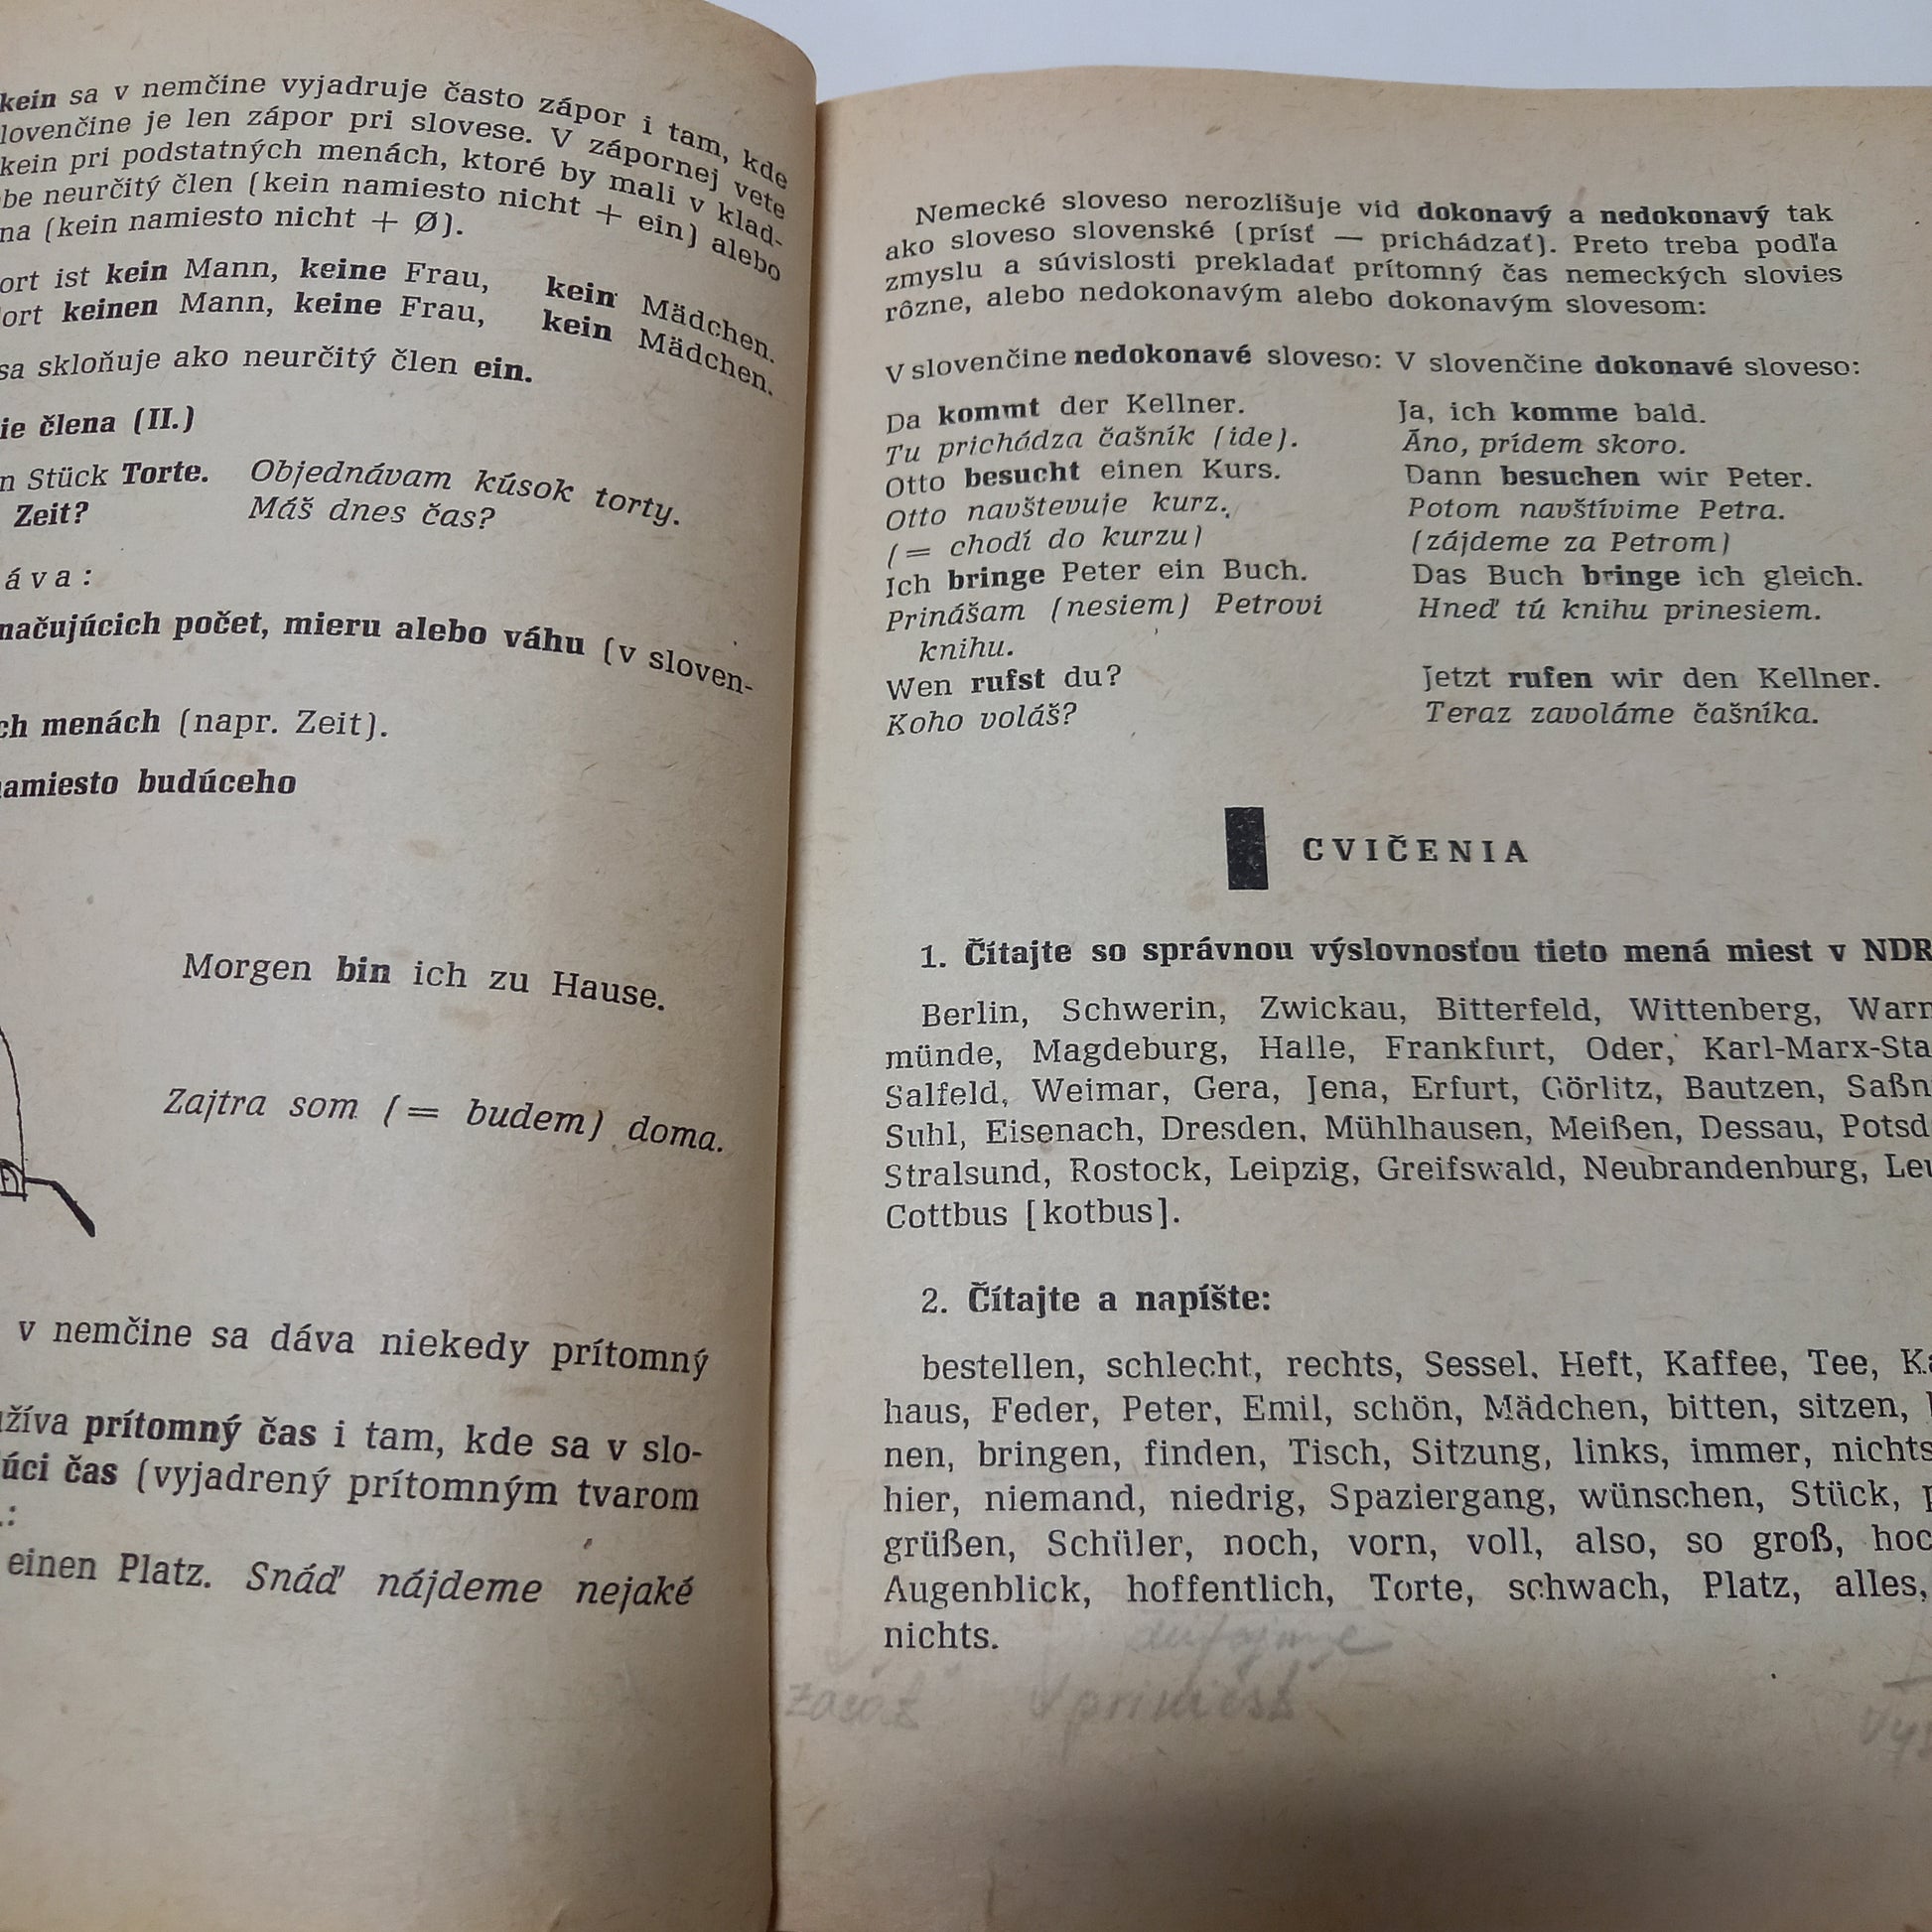 kein sa v nemčine vyjadruje často zápor i tam, kde
lovenčine je len zápor pri slovese. V zápornej vete
kein pri podstatných menách, ktoré by mali v klad-
be neurčitý člen (kein namiesto nicht + ein) alebo
na (kein namiesto nicht + Ø).
ort ist kein Mann, keine Frau, kein Mädchen.
ort keinen Mann, keine Frau, kein Mädchen.
sa skloňuje ako neurčitý člen ein.
ie člena (II.)
n Stück Torte. Objednávam kúsok torty.
Zeit? Máš dnes čas?
áva:
načujúcich počet, mieru alebo váhu (v sloven-
ch menách (napr. Zeit).
amiesto budúceho
Morgen bin ich zu Hause.
Zajtra som (= budem) doma.
v nemčine sa dáva niekedy prítomný
užíva prítomný čas i tam, kde sa v slo-
úci čas (vyjadrený prítomným tvarom
.:
einen Platz. Snáď nájdeme nejaké
Nemecké sloveso nerozlišuje vid dokonavý a nedokonavý tak
ako sloveso slovenské (prísť — prichádzať). Preto treba podľa
zmyslu a súvislosti prekladať prítomný čas nemeckých slovies
rôzne, alebo nedokonavým alebo dokonavým slovesom:
V slovenčine nedokonavé sloveso: V slovenčine dokonavé sloveso:
Da kommt der Kellner. Ja, ich komme bald.
Tu prichádza čašník (ide). Áno, prídem skoro.
Otto besucht einen Kurs. Dann besuchen wir Peter.
Otto navštevuje kurz. Potom navštívime Petra.
(= chodí do kurzu) (zájdeme za Petrom)
Ich bringe Peter ein Buch. Das Buch bringe ich gleich.
Prinášam (nesiem) Petrovi Hneď tú knihu prinesiem.
knihu.
Wen rufst du? Jetzt rufen wir den Kellner.
Koho voláš? Teraz zavoláme čašníka.
CVIČENIA
1. Čítajte so správnou výslovnosťou tieto mená miest v NDR
Berlin, Schwerin, Zwickau, Bitterfeld, Wittenberg, Warn
münde, Magdeburg, Halle, Frankfurt, Oder, Karl-Marx-Sta
Salfeld, Weimar, Gera, Jena, Erfurt, Görlitz, Bautzen, Saßn
Suhl, Eisenach, Dresden, Mühlhausen, Meißen, Dessau, Potsd
Stralsund, Rostock, Leipzig, Greifswald, Neubrandenburg, Leu
Cottbus [kotbus].
2. Čítajte a napíšte:
bestellen, schlecht, rechts, Sessel, Heft, Kaffee, Tee, Ka
haus, Feder, Peter, Emil, schön, Mädchen, bitten, sitzen,
nen, bringen, finden, Tisch, Sitzung, links, immer, nichts
hier, niemand, niedrig, Spaziergang, wünschen, Stück,
grüßen, Schüler, noch, vorn, voll, also, so groß, hoc
Augenblick, hoffentlich, Torte, schwach, Platz, alles,
nichts.